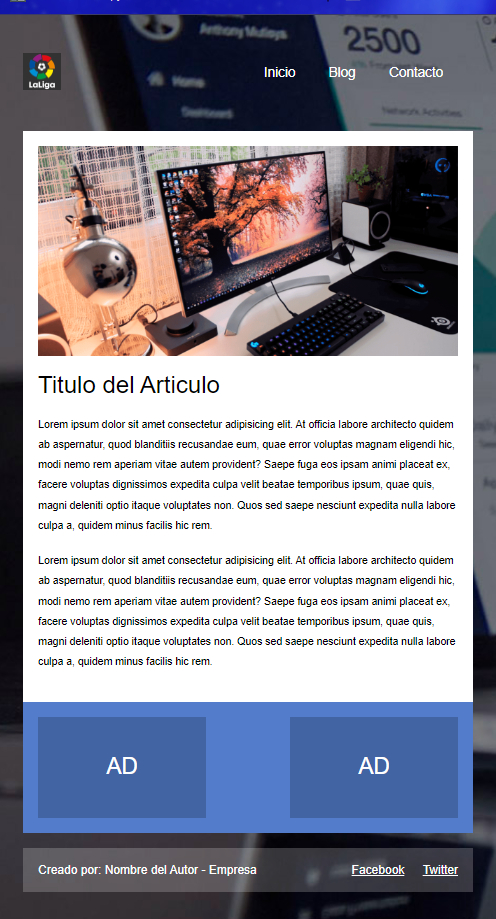 Anthony Mutleys
2500
Home
Dashboard
Network Activities
LaLiga
Inicio Blog Contacto
Titulo del Articulo
Lorem ipsum dolor sit amet consectetur adipisicing elit. At officia labore architecto quidem
ab aspernatur, quod blanditiis recusandae eum, quae error voluptas magnam eligendi hic,
modi nemo rem aperiam vitae autem provident? Saepe fuga eos ipsam animi placeat ex,
facere voluptas dignissimos expedita culpa velit beatae temporibus ipsum, quae quis,
magni deleniti optio itaque voluptates non. Quos sed saepe nesciunt expedita nulla labore
culpa a, quidem minus facilis hic rem.
Lorem ipsum dolor sit amet consectetur adipisicing elit. At officia labore architecto quidem
ab aspernatur, quod blanditiis recusandae eum, quae error voluptas magnam eligendi hic,
modi nemo rem aperiam vitae autem provident? Saepe fuga eos ipsam animi placeat ex,
facere voluptas dignissimos expedita culpa velit beatae temporibus ipsum, quae quis,
magni deleniti optio itaque voluptates non. Quos sed saepe nesciunt expedita nulla labore
culpa a, quidem minus facilis hic rem.
AD AD
Creado por: Nombre del Autor - Empresa Facebook Twitter